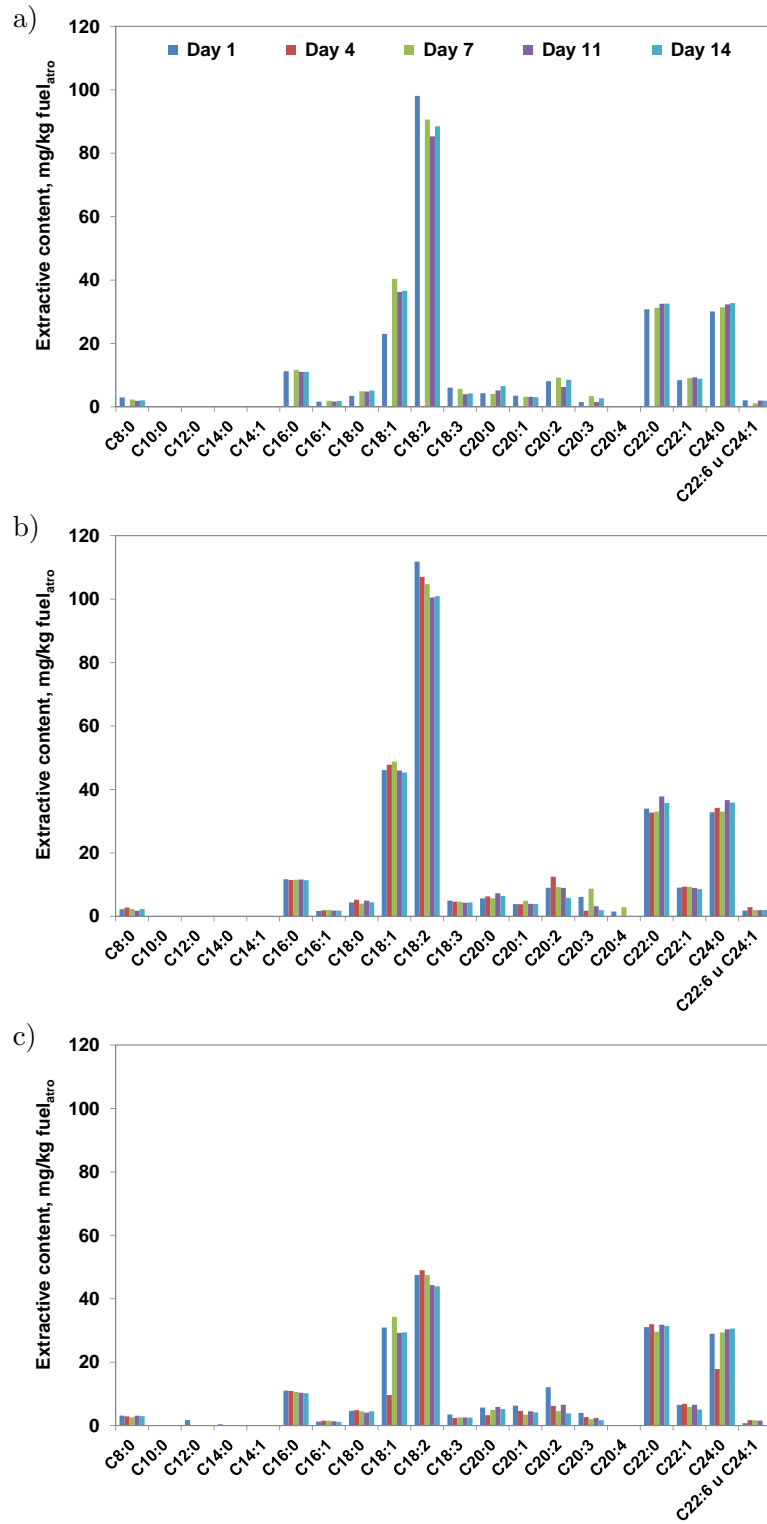 a)
Extractive content, mg/kg fuelatro
120
100
80
60
40
20
0
Day 1 Day 4 Day 7 Day 11 Day 14
C8:0 C10:0 C12:0 C14:0 C14:1 C16:0 C16:1 C18:0 C18:1 C18:2 C18:3 C20:0 C20:1 C20:2 C20:3 C20:4 C22:0 C22:1 C24:0 C22:6 u C24:1
b)
Extractive content, mg/kg fuelatro
120
100
80
60
40
20
0
C8:0 C10:0 C12:0 C14:0 C14:1 C16:0 C16:1 C18:0 C18:1 C18:2 C18:3 C20:0 C20:1 C20:2 C20:3 C20:4 C22:0 C22:1 C24:0 C22:6 u C24:1
c)
Extractive content, mg/kg fuelatro
120
100
80
60
40
20
0
C8:0 C10:0 C12:0 C14:0 C14:1 C16:0 C16:1 C18:0 C18:1 C18:2 C18:3 C20:0 C20:1 C20:2 C20:3 C20:4 C22:0 C22:1 C24:0 C22:6 u C24:1